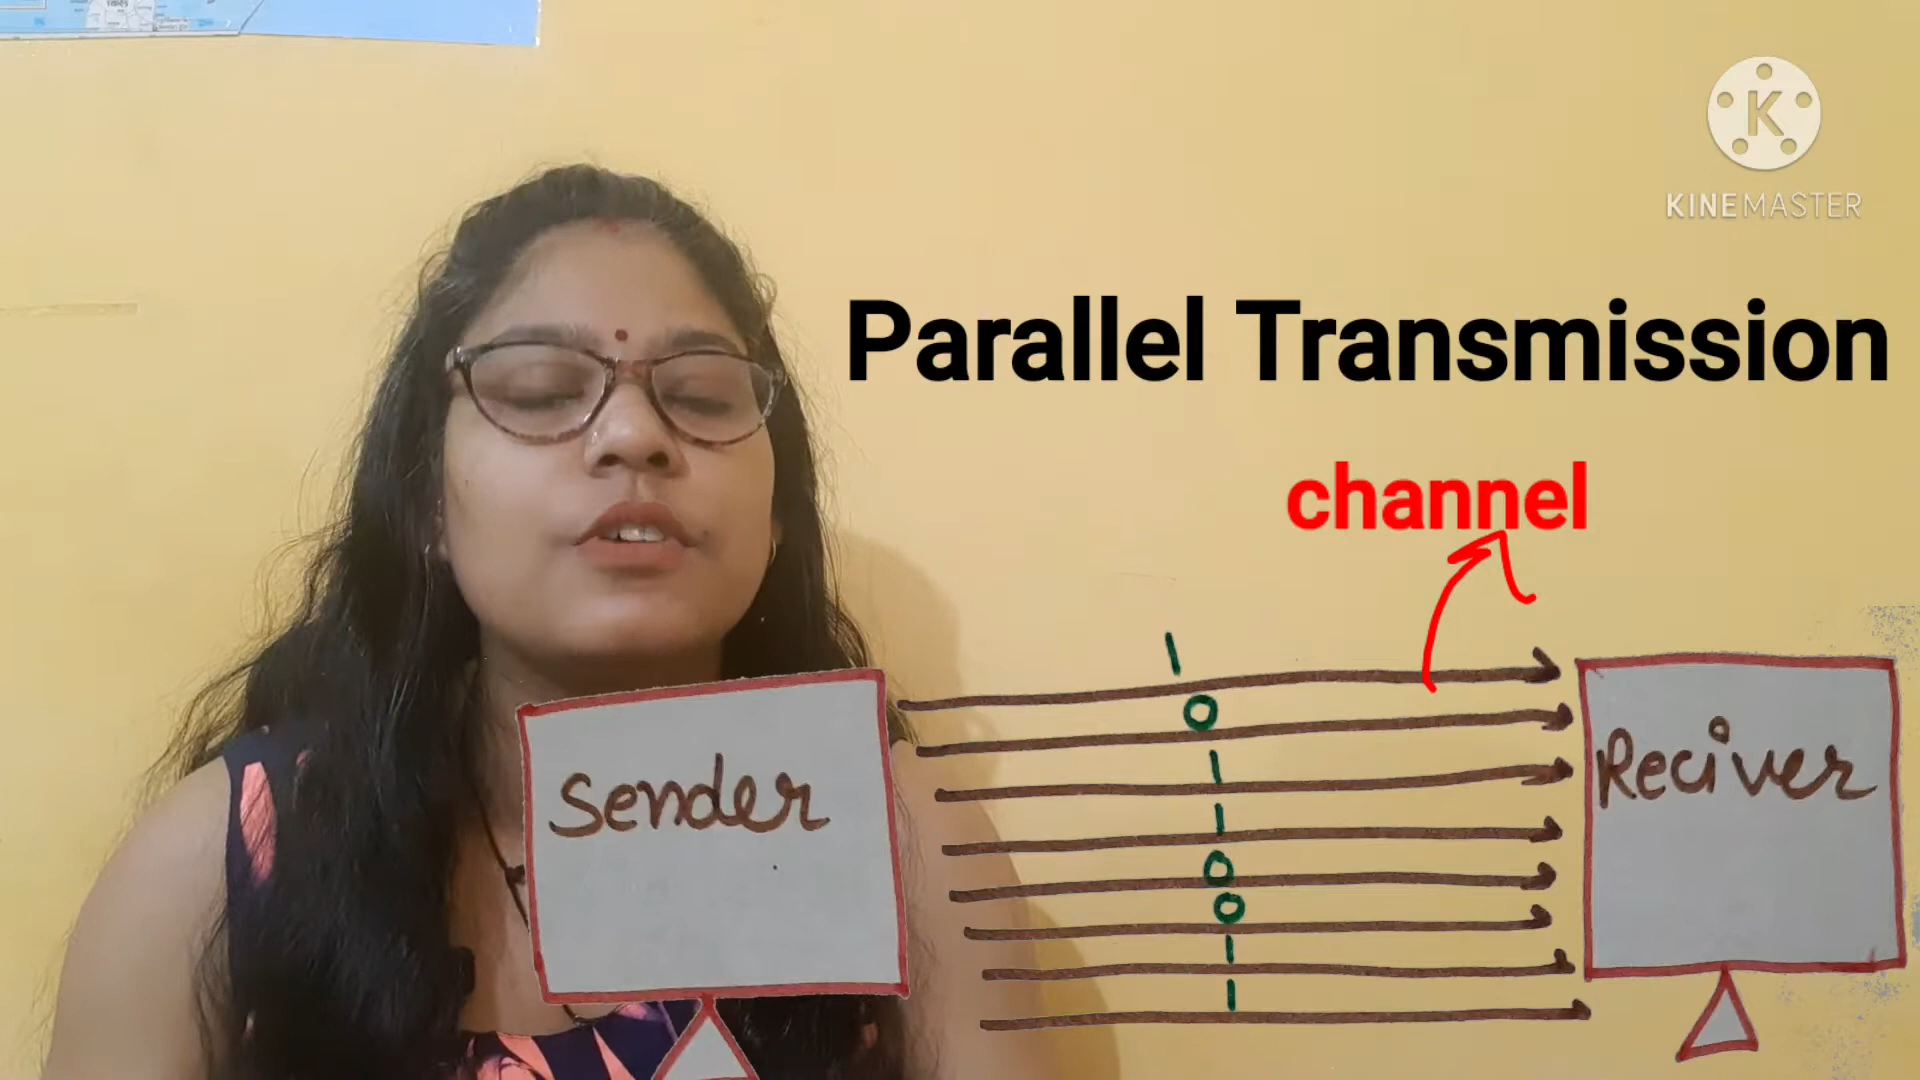 KINEMASTER
Parallel Transmission
channel
1
0
Sender
Reciver
1
1
0
0
1
1